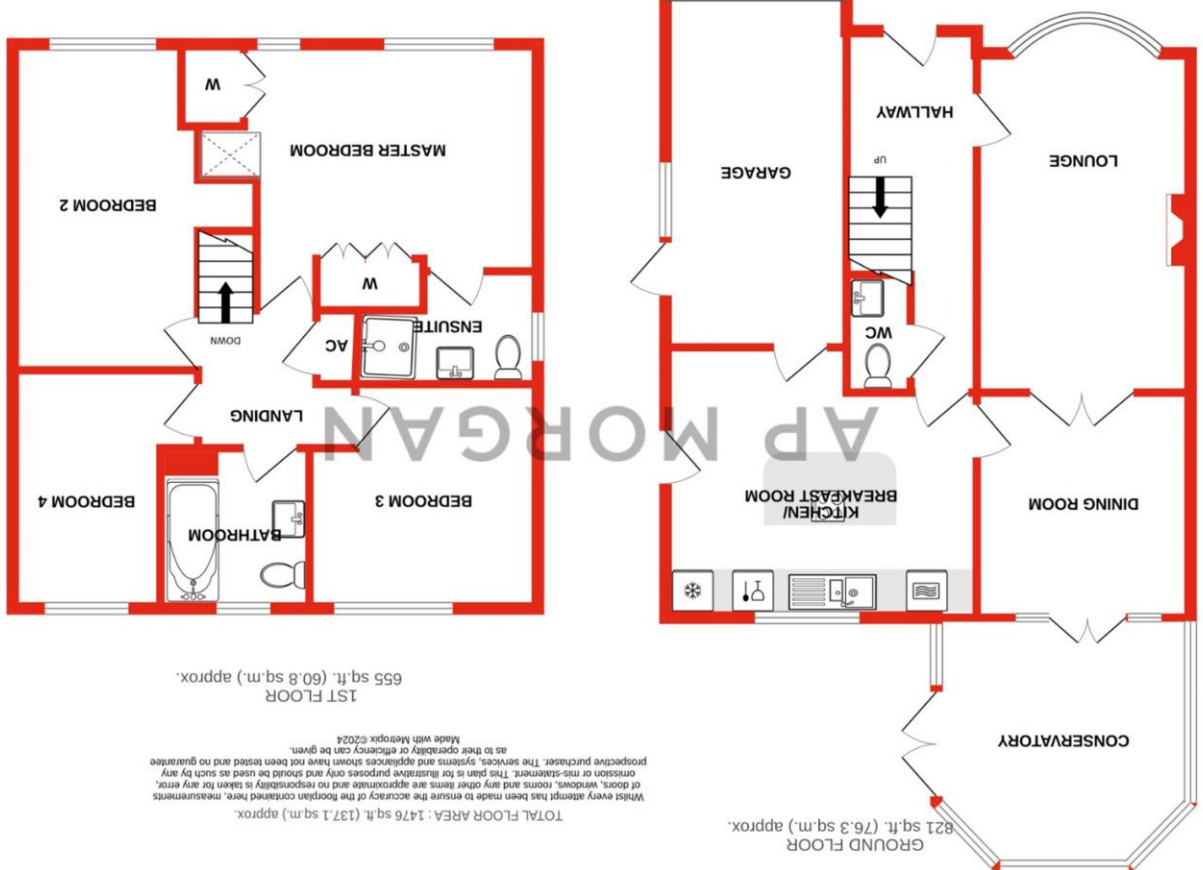 GROUND FLOOR
821 sq.ft. (76.3 sq.m.) approx.
CONSERVATORY
DINING ROOM
KITCHEN/
BREAKFAST ROOM
WC
LOUNGE
GARAGE
UP
HALLWAY
TOTAL FLOOR AREA : 1476 sq.ft. (137.1 sq.m.) approx.
Whilst every attempt has been made to ensure the accuracy of the floorplan contained here, measurements
of doors, windows, rooms and any other items are approximate and no responsibility is taken for any error,
omission or mis-statement. This plan is for illustrative purposes only and should be used as such by any
prospective purchaser. The services, systems and appliances shown have not been tested and no guarantee
as to their operability or efficiency can be given.
Made with Metropix ©2024
1ST FLOOR
655 sq.ft. (60.8 sq.m.) approx.
BATHROOM
BEDROOM 3
BEDROOM 4
AP MORGAN
LANDING
AC
DOWN
ENSUITE
W
BEDROOM 2
MASTER BEDROOM
W